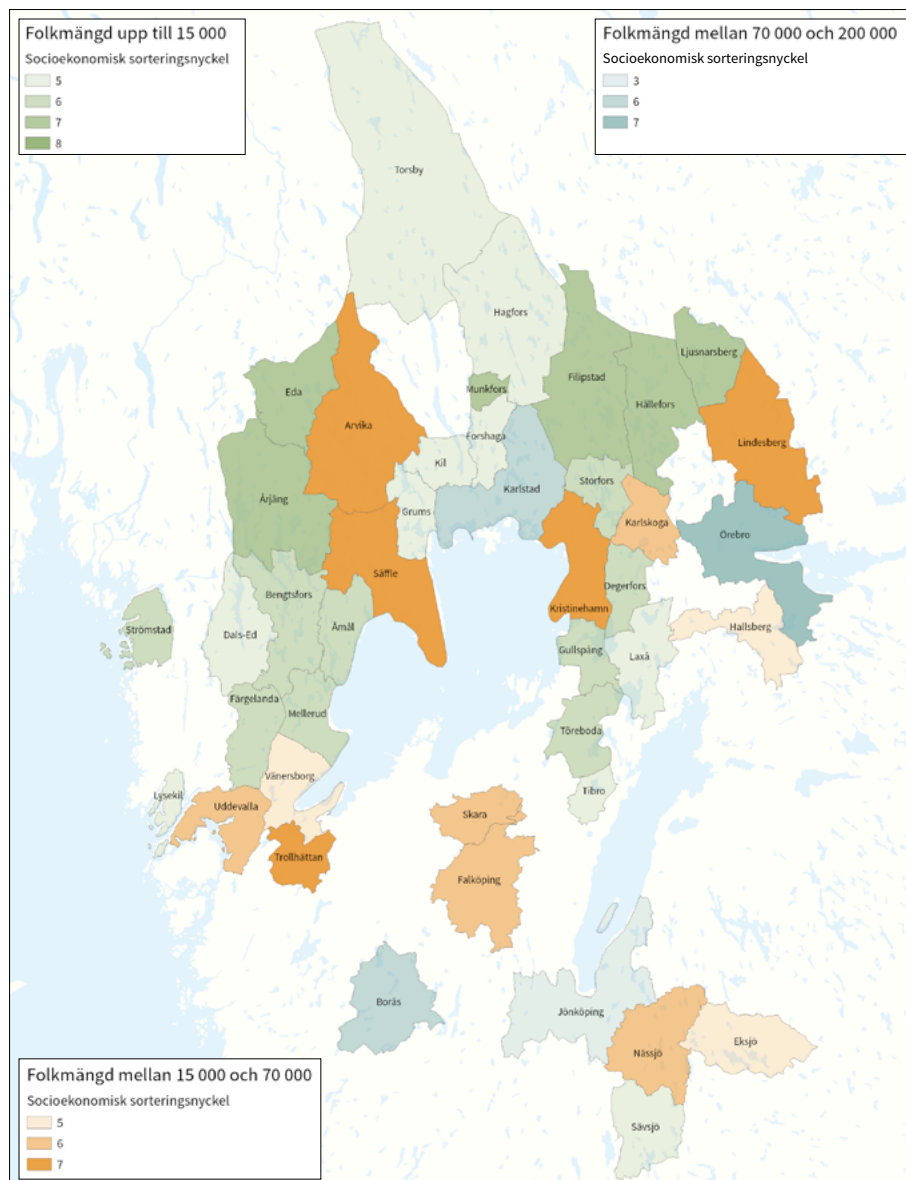 Folkmängd upp till 15 000
Socioekonomisk sorteringsnyckel
5
6
7
8
Folkmängd mellan 70 000 och 200 000
Socioekonomisk sorteringsnyckel
3
6
7
Torsby
Hagfors
Ljusnarsberg
Eda
Munkfors
Filipstad
Hällefors
Arvika
Forshaga
Lindesberg
Kil
Karlstad
Storfors
Årjäng
Grums
Karlskoga
Örebro
Säffle
Bengtsfors
Degerfors
Kristinehamn
Åmål
Hallsberg
Strömstad
Dals-Ed
Gullspång
Laxå
Färgelanda
Mellerud
Töreboda
Vänersborg
Tibro
Lysekil
Uddevalla
Skara
Trollhättan
Falköping
Borås
Jönköping
Eksjö
Nässjö
Sävsjö
Folkmängd mellan 15 000 och 70 000
Socioekonomisk sorteringsnyckel
5
6
7